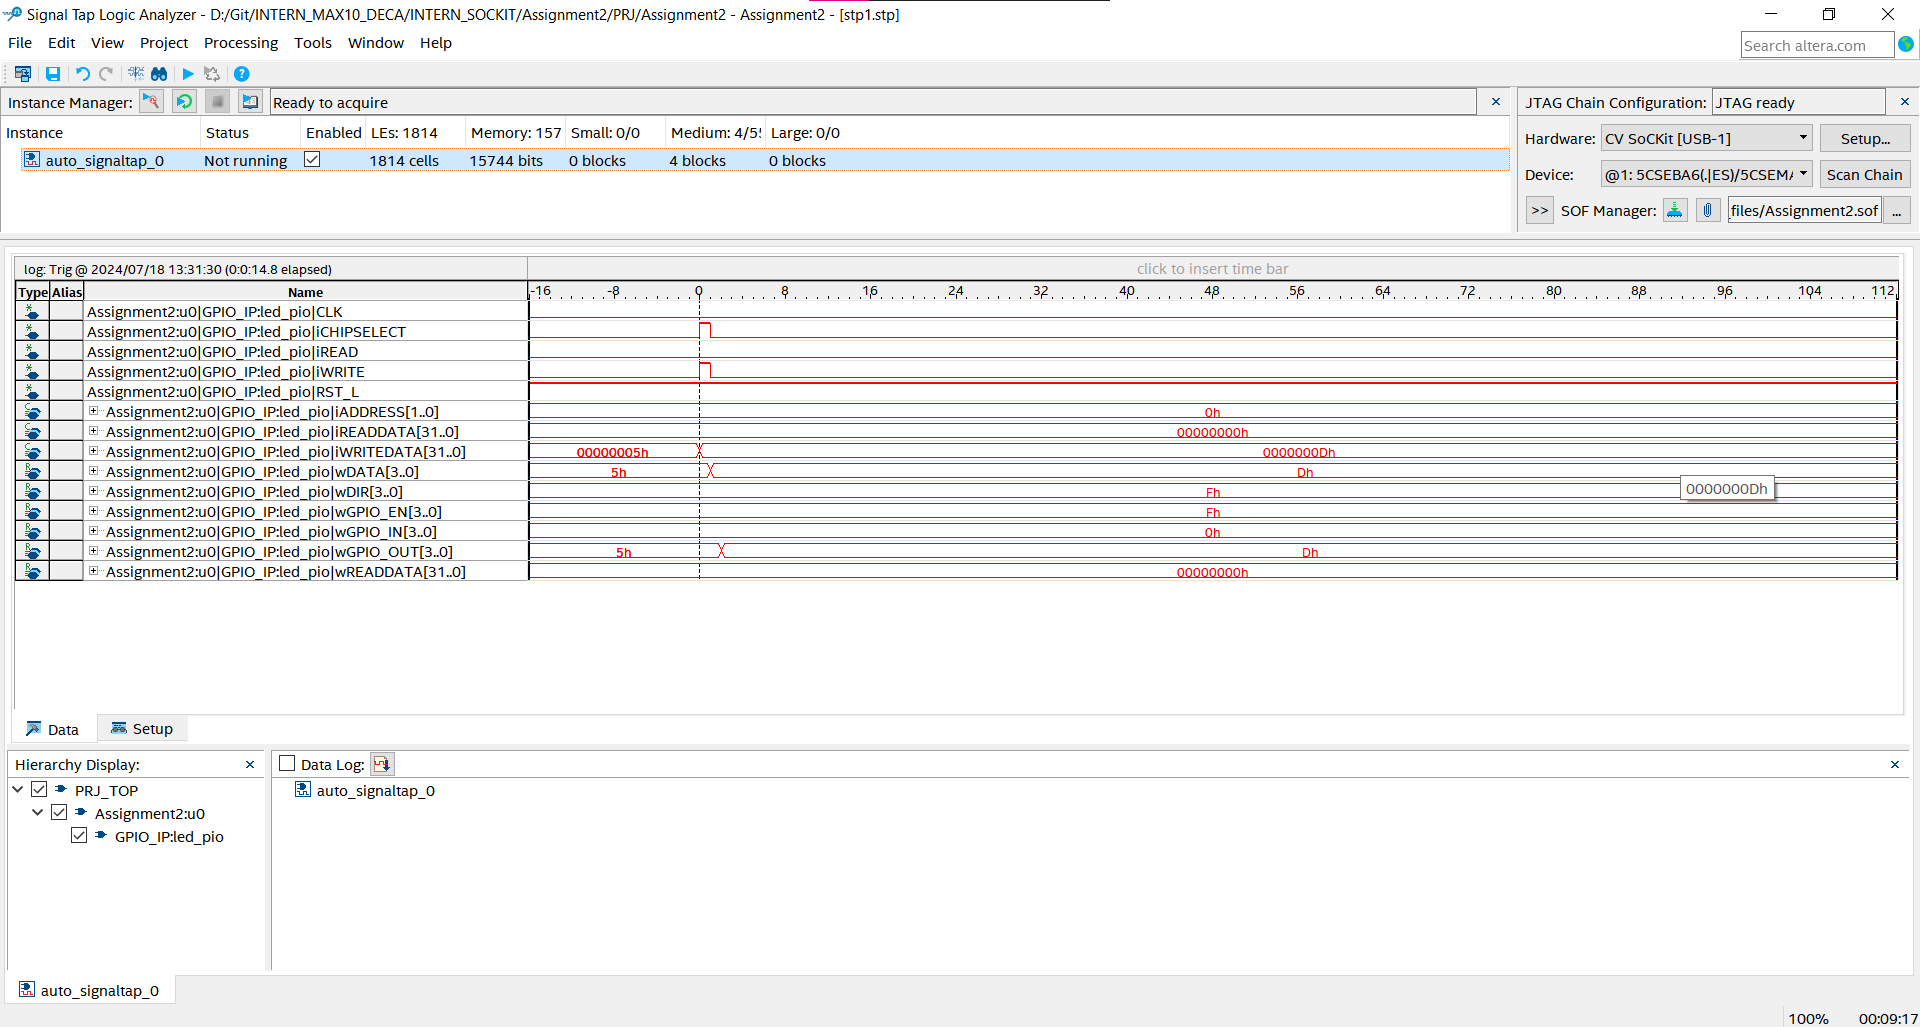 Signal Tap Logic Analyzer - D:/Git/INTERN_MAX10_DECA/INTERN_SOCKIT/Assignment2/PRJ/Assignment2 - Assignment2 - [stp1.stp]
File Edit View Project Processing Tools Window Help
Search altera.com
Instance Manager: Ready to acquire
JTAG Chain Configuration: JTAG ready
Instance Status Enabled LEs: 1814 Memory: 157 Small: 0/0 Medium: 4/5! Large: 0/0
auto_signaltap_0 Not running 1814 cells 15744 bits 0 blocks 4 blocks 0 blocks
Hardware: CV SoCKit [USB-1] Setup...
Device: @1: 5CSEBA6(.|ES)/5CSEMA Scan Chain
>> SOF Manager: files/Assignment2.sof ...
log: Trig @ 2024/07/18 13:31:30 (0:0:14.8 elapsed) click to insert time bar
Type Alias Name -16 -8 0 8 16 24 32 40 48 56 64 72 80 88 96 104 112
Assignment2:u0|GPIO_IP:led_pio|CLK
Assignment2:u0|GPIO_IP:led_pio|iCHIPSELECT
Assignment2:u0|GPIO_IP:led_pio|iREAD
Assignment2:u0|GPIO_IP:led_pio|iWRITE
Assignment2:u0|GPIO_IP:led_pio|RST_L
Assignment2:u0|GPIO_IP:led_pio|iADDRESS[1..0] 0h
Assignment2:u0|GPIO_IP:led_pio|iREADDATA[31..0] 00000000h
Assignment2:u0|GPIO_IP:led_pio|iWRITEDATA[31..0] 00000005h 0000000Dh
Assignment2:u0|GPIO_IP:led_pio|wDATA[3..0] 5h Dh
Assignment2:u0|GPIO_IP:led_pio|wDIR[3..0] Fh 0000000Dh
Assignment2:u0|GPIO_IP:led_pio|wGPIO_EN[3..0] Fh
Assignment2:u0|GPIO_IP:led_pio|wGPIO_IN[3..0] 0h
Assignment2:u0|GPIO_IP:led_pio|wGPIO_OUT[3..0] 5h Dh
Assignment2:u0|GPIO_IP:led_pio|wREADDATA[31..0] 00000000h
Data Setup
Hierarchy Display:
PRJ_TOP
Assignment2:u0
GPIO_IP:led_pio
Data Log:
auto_signaltap_0
auto_signaltap_0
100% 00:09:17